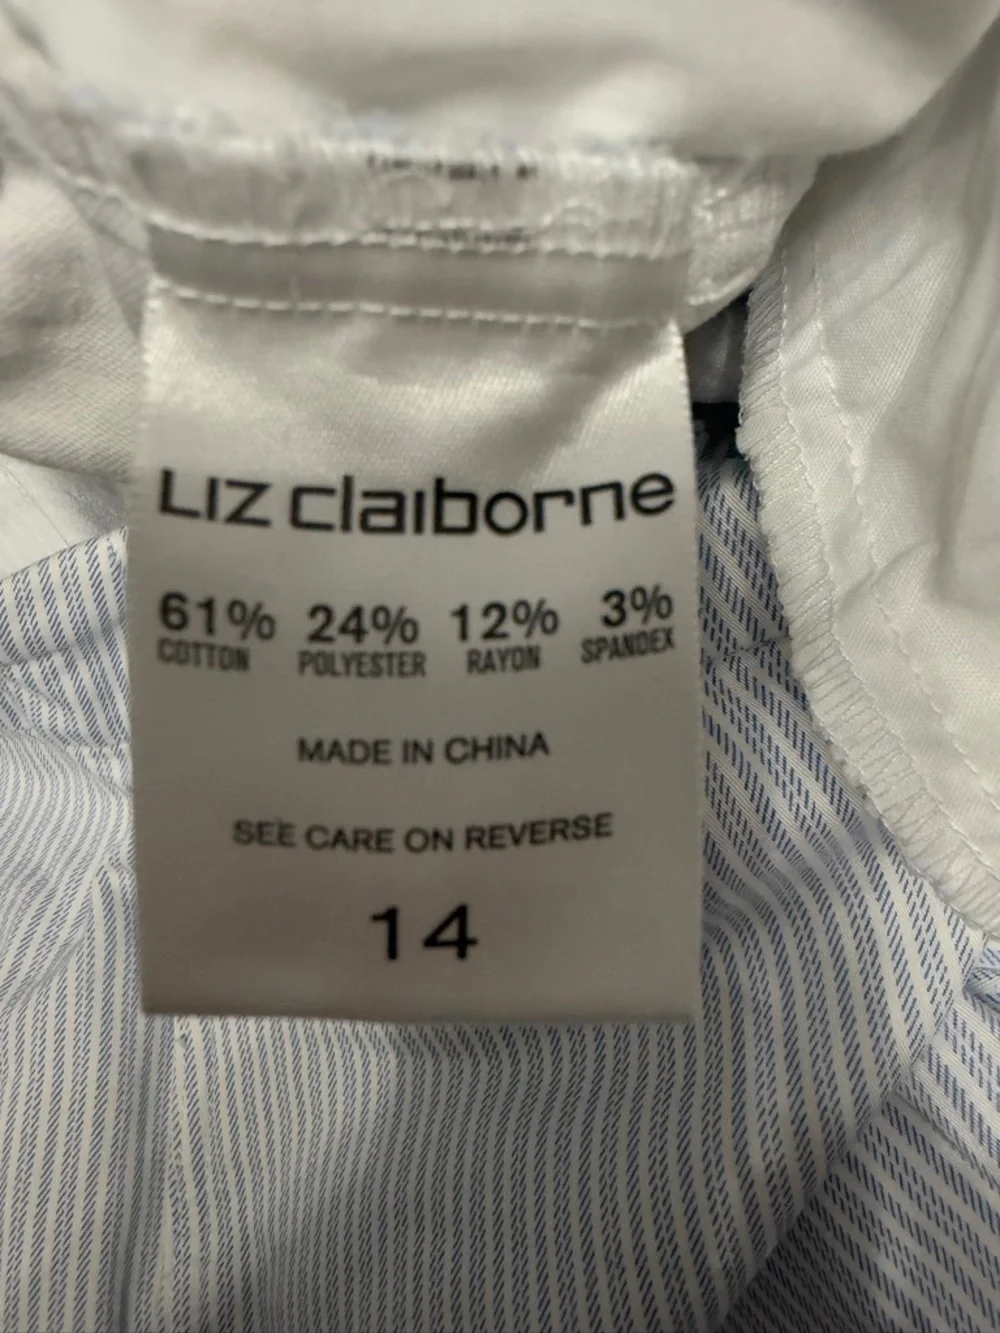 LIZ claiborne
61% 24% 12% 3%
COTTON POLYESTER RAYON SPANDEX
MADE IN CHINA
SEE CARE ON REVERSE
14